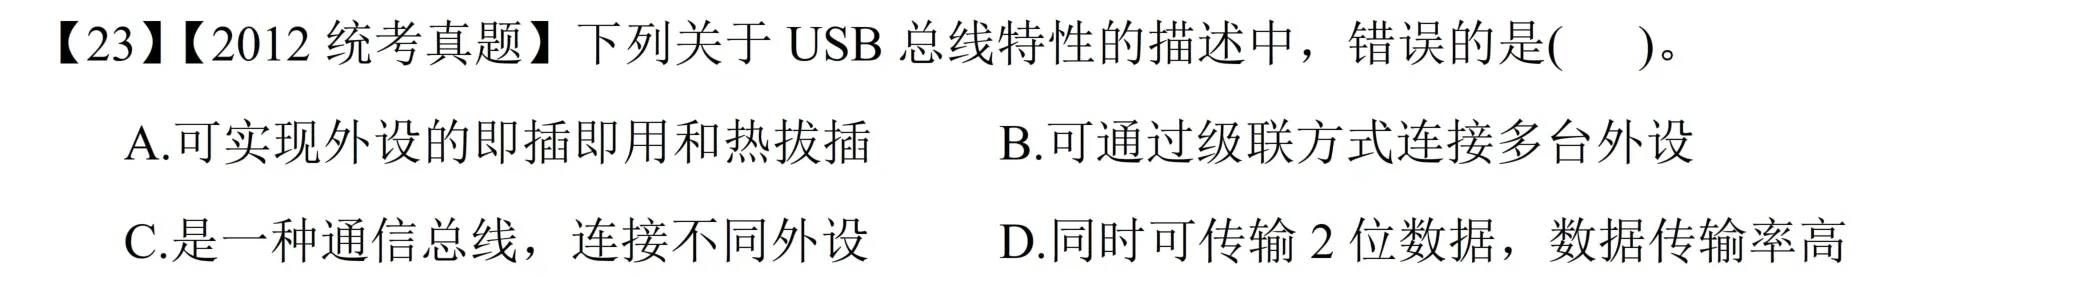 【23】【2012 统考真题】下列关于 USB 总线特性的描述中，错误的是(　　)。
A.可实现外设的即插即用和热拔插　　B.可通过级联方式连接多台外设
C.是一种通信总线，连接不同外设　　D.同时可传输 2 位数据，数据传输率高